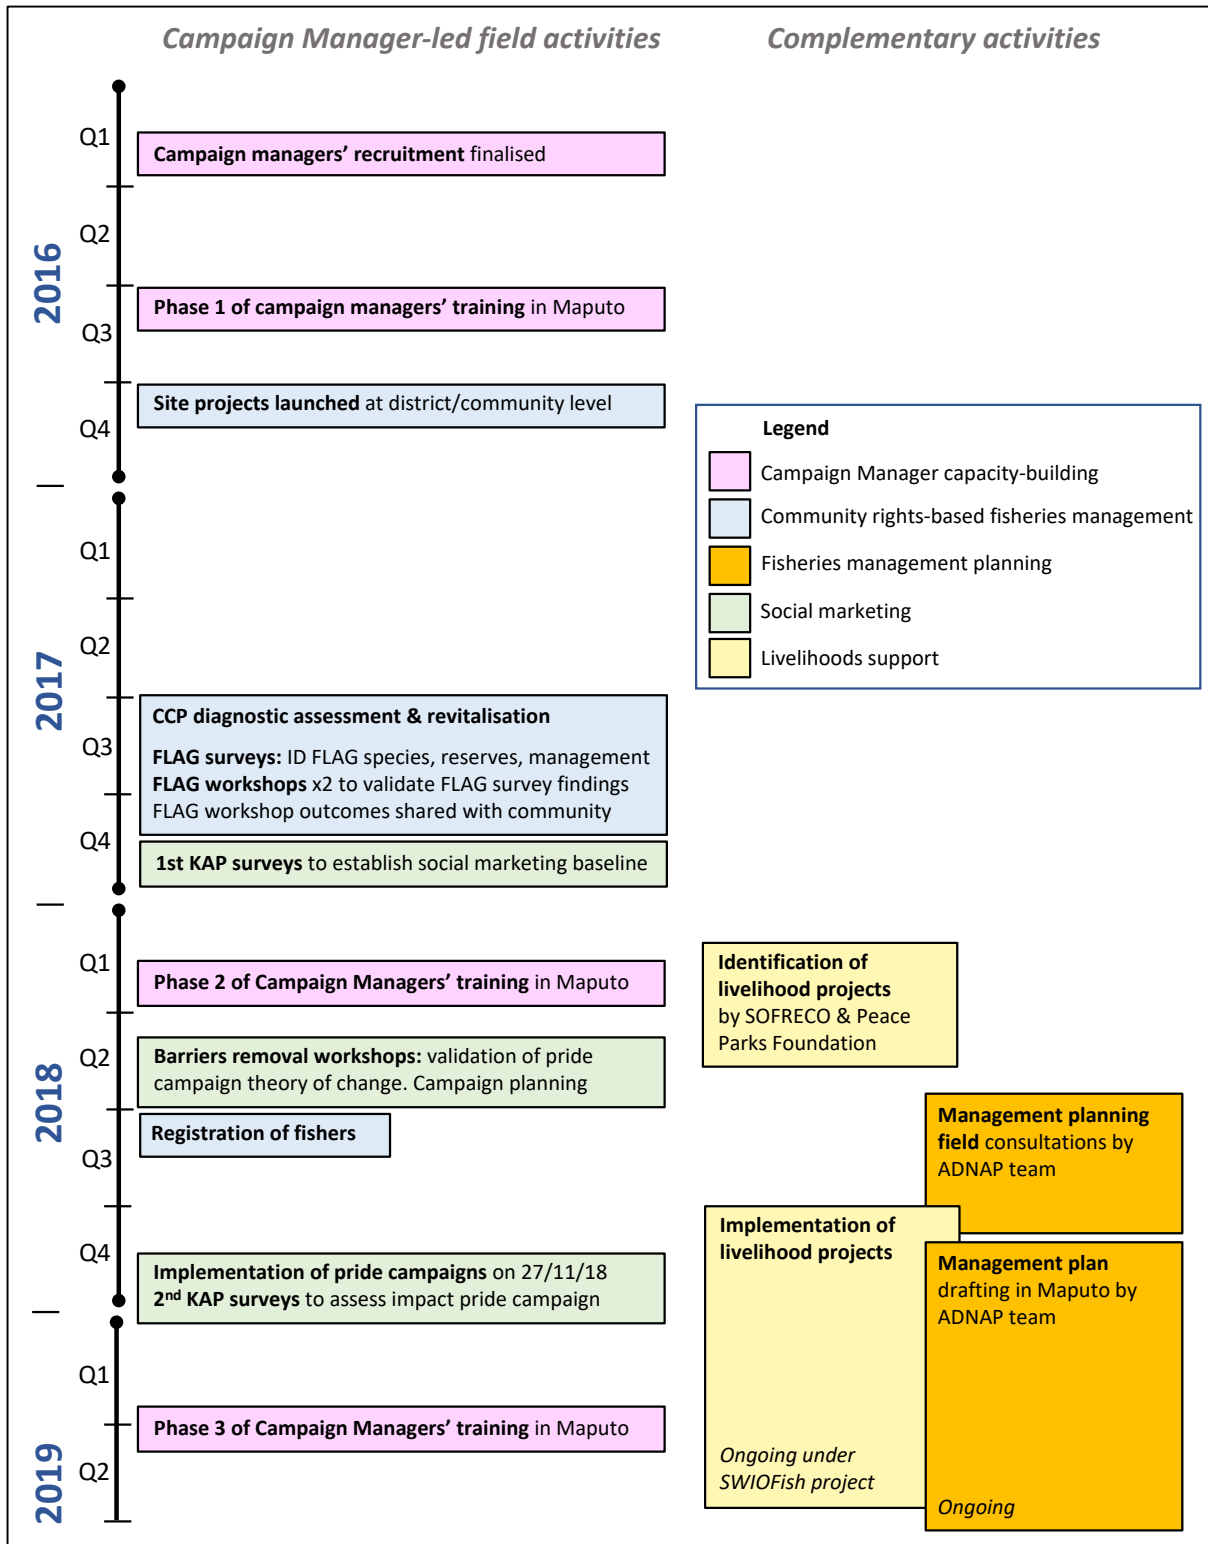 Campaign Manager-led field activities
Complementary activities
2016
Q1
Campaign managers’ recruitment finalised
Q2
Phase 1 of campaign managers’ training in Maputo
Q3
Site projects launched at district/community level
Q4
Legend
Campaign Manager capacity-building
Community rights-based fisheries management
Fisheries management planning
Social marketing
Livelihoods support
2017
Q1
Q2
Q3
CCP diagnostic assessment & revitalisation
FLAG surveys: ID FLAG species, reserves, management
FLAG workshops x2 to validate FLAG survey findings
FLAG workshop outcomes shared with community
Q4
1st KAP surveys to establish social marketing baseline
2018
Q1
Phase 2 of Campaign Managers’ training in Maputo
Identification of
livelihood projects
by SOFRECO & Peace
Parks Foundation
Q2
Barriers removal workshops: validation of pride
campaign theory of change. Campaign planning
Registration of fishers
Q3
Management planning
field consultations by
ADNAP team
Q4
Implementation of pride campaigns on 27/11/18
2nd KAP surveys to assess impact pride campaign
Implementation of
livelihood projects
Ongoing under
SWIOFish project
Management plan
drafting in Maputo by
ADNAP team
Ongoing
2019
Q1
Phase 3 of Campaign Managers’ training in Maputo
Q2